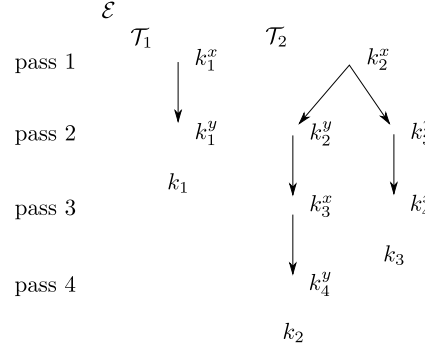 ℰ
𝒯₁ 𝒯₂
pass 1 k₁ˣ k₂ˣ
pass 2 k₁ʸ k₂ʸ
k₁
pass 3 k₃ˣ
k₃
pass 4 k₄ʸ
k₂